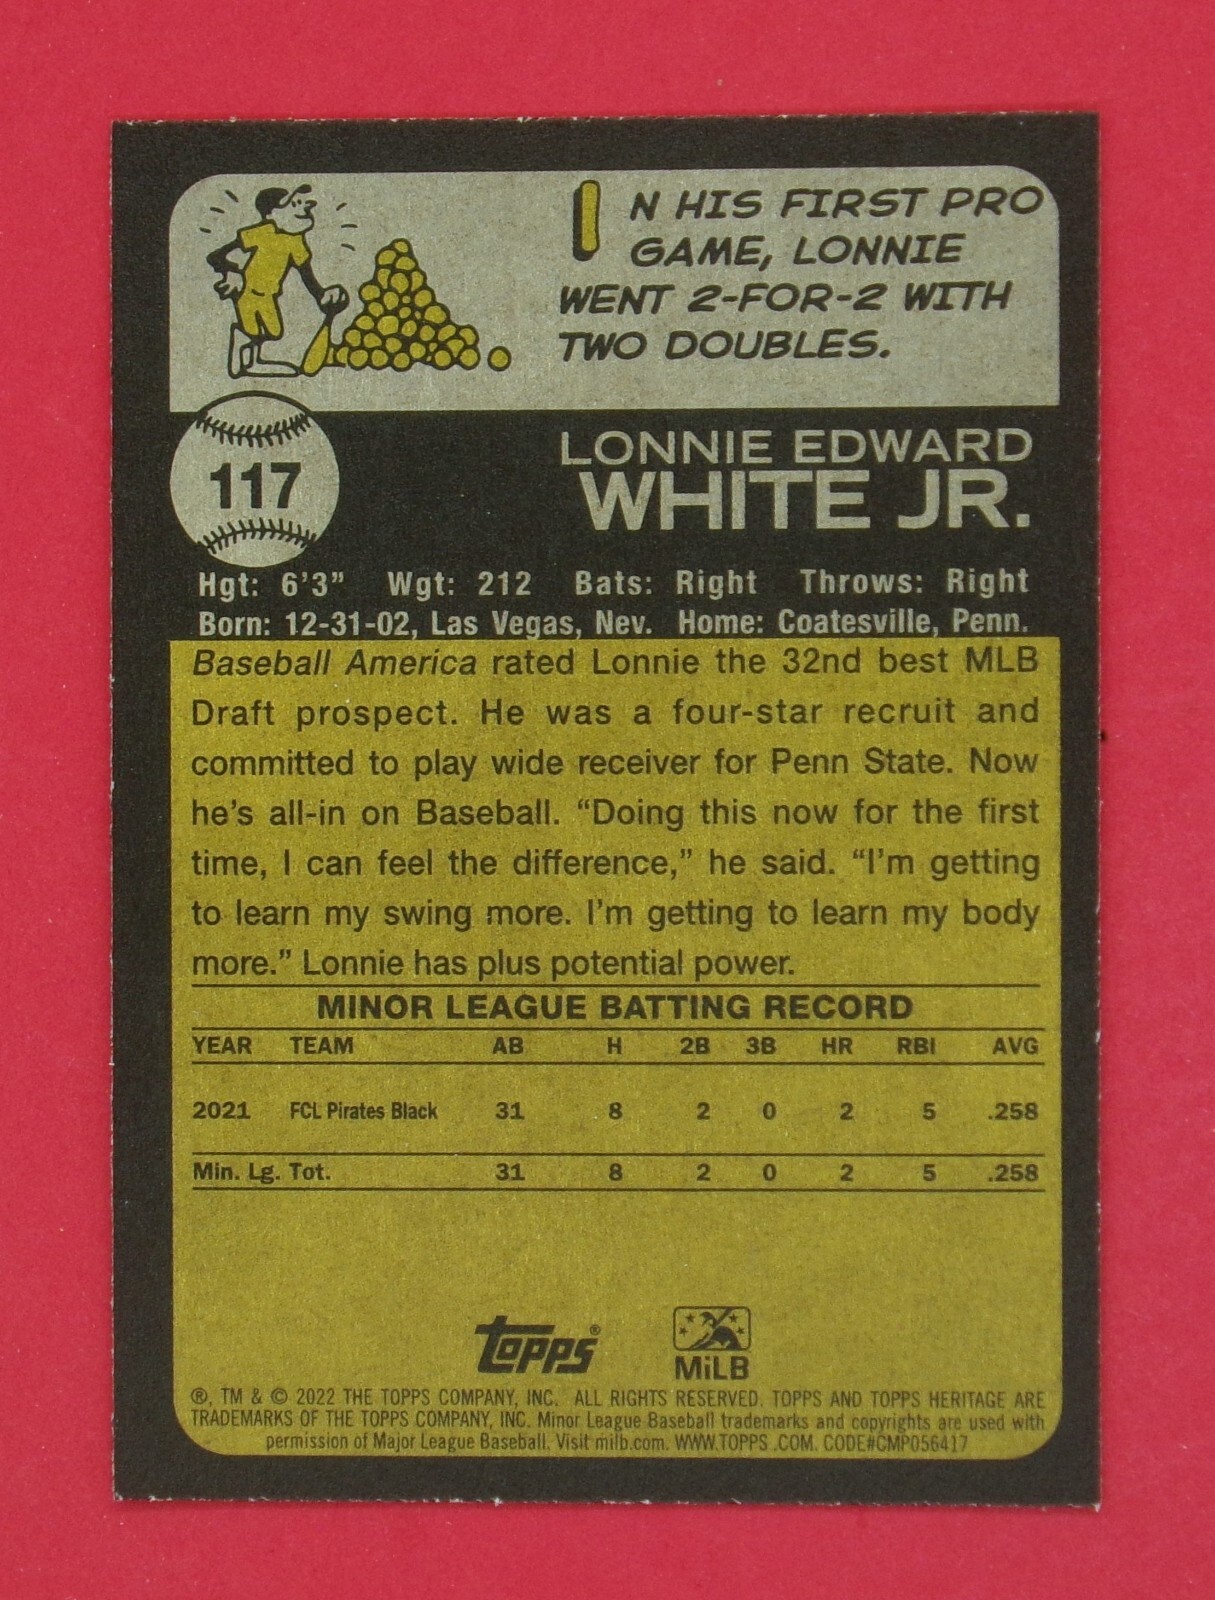 IN HIS FIRST PRO
GAME, LONNIE
WENT 2-FOR-2 WITH
TWO DOUBLES.
117
LONNIE EDWARD
WHITE JR.
Hgt: 6'3" Wgt: 212 Bats: Right Throws: Right
Born: 12-31-02, Las Vegas, Nev. Home: Coatesville, Penn.
Baseball America rated Lonnie the 32nd best MLB
Draft prospect. He was a four-star recruit and
committed to play wide receiver for Penn State. Now
he's all-in on Baseball. “Doing this now for the first
time, I can feel the difference,” he said. “I'm getting
to learn my swing more. I'm getting to learn my body
more.” Lonnie has plus potential power.
MINOR LEAGUE BATTING RECORD
YEAR TEAM AB H 2B 3B HR RBI AVG
2021 FCL Pirates Black 31 8 2 0 2 5 .258
Min. Lg. Tot. 31 8 2 0 2 5 .258
topps®
MiLB
®, TM & © 2022 THE TOPPS COMPANY, INC. ALL RIGHTS RESERVED. TOPPS AND TOPPS HERITAGE ARE
TRADEMARKS OF THE TOPPS COMPANY, INC. Minor League Baseball trademarks and copyrights are used with
permission of Major League Baseball. Visit milb.com. WWW.TOPPS .COM. CODE#CMP056417